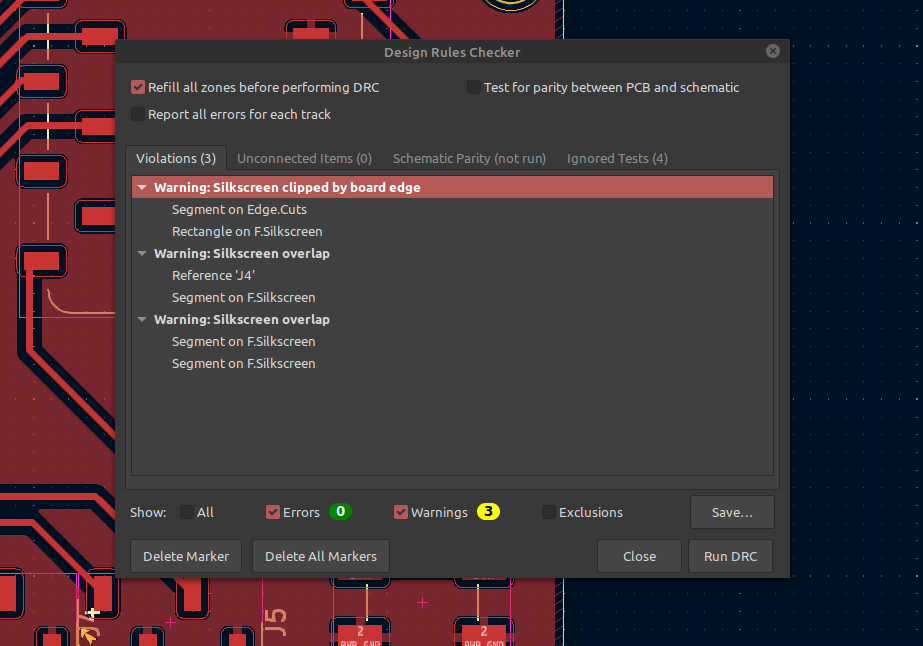 Design Rules Checker
Refill all zones before performing DRC
Test for parity between PCB and schematic
Report all errors for each track
Violations (3)
Unconnected Items (0)
Schematic Parity (not run)
Ignored Tests (4)
Warning: Silkscreen clipped by board edge
Segment on Edge.Cuts
Rectangle on F.Silkscreen
Warning: Silkscreen overlap
Reference 'J4'
Segment on F.Silkscreen
Warning: Silkscreen overlap
Segment on F.Silkscreen
Segment on F.Silkscreen
Show:
All
Errors
0
Warnings
3
Exclusions
Save...
Delete Marker
Delete All Markers
Close
Run DRC
J4
J5
2
PWR_GND
2
PWR_GND